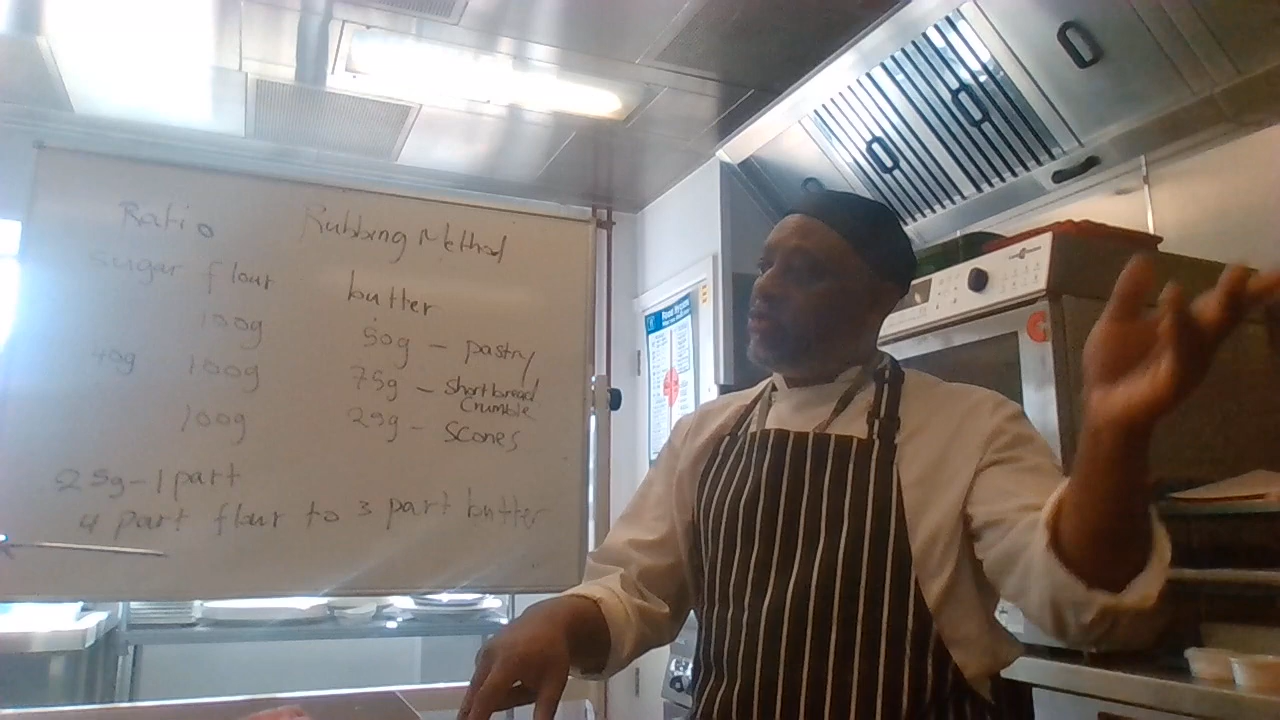 Ratio Rubbing Method
sugar flour butter
100g 50g - pastry
40g 100g 75g - Shortbread
Crumble
100g 25g - Scones
25g - 1 part
4 part flour to 3 part butter